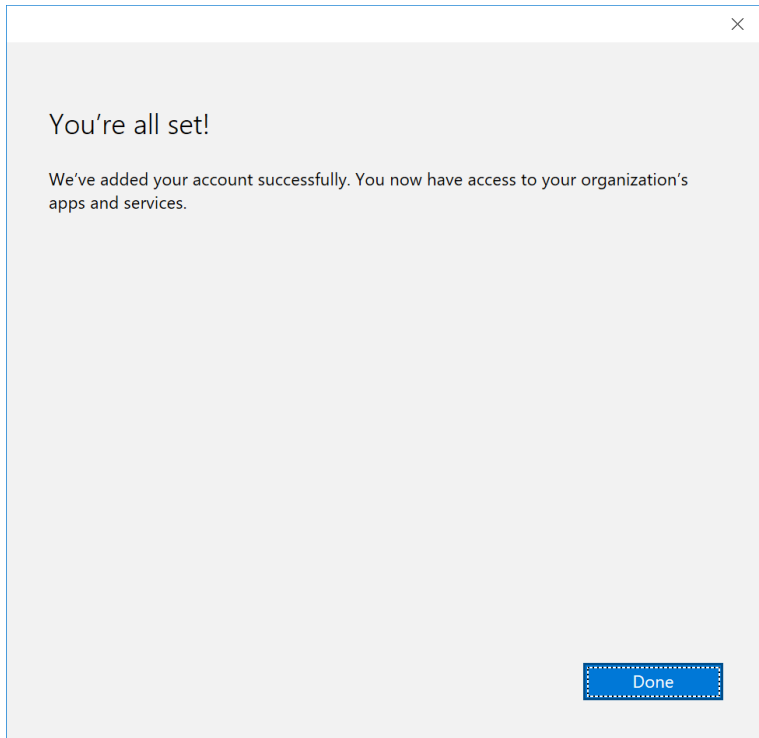 You’re all set!
We’ve added your account successfully. You now have access to your organization’s
apps and services.
Done